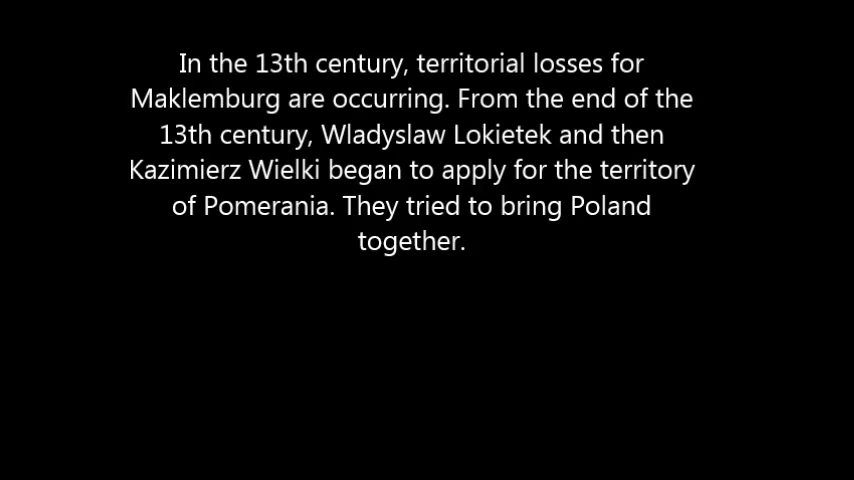 In the 13th century, territorial losses for
Maklemburg are occurring. From the end of the
13th century, Wladyslaw Lokietek and then
Kazimierz Wielki began to apply for the territory
of Pomerania. They tried to bring Poland
together.